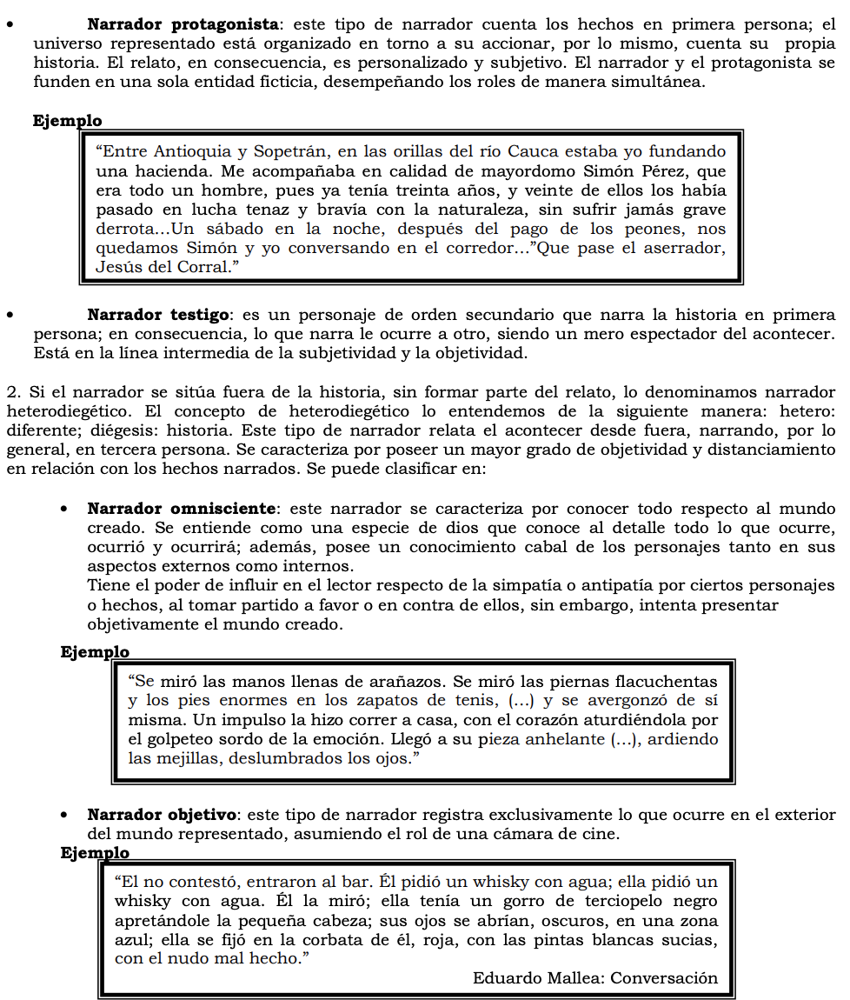 • Narrador protagonista: este tipo de narrador cuenta los hechos en primera persona; el
universo representado está organizado en torno a su accionar, por lo mismo, cuenta su propia
historia. El relato, en consecuencia, es personalizado y subjetivo. El narrador y el protagonista se
funden en una sola entidad ficticia, desempeñando los roles de manera simultánea.
Ejemplo
“Entre Antioquia y Sopetrán, en las orillas del río Cauca estaba yo fundando
una hacienda. Me acompañaba en calidad de mayordomo Simón Pérez, que
era todo un hombre, pues ya tenía treinta años, y veinte de ellos los había
pasado en lucha tenaz y bravía con la naturaleza, sin sufrir jamás grave
derrota…Un sábado en la noche, después del pago de los peones, nos
quedamos Simón y yo conversando en el corredor…”Que pase el aserrador,
Jesús del Corral.”
• Narrador testigo: es un personaje de orden secundario que narra la historia en primera
persona; en consecuencia, lo que narra le ocurre a otro, siendo un mero espectador del acontecer.
Está en la línea intermedia de la subjetividad y la objetividad.
2. Si el narrador se sitúa fuera de la historia, sin formar parte del relato, lo denominamos narrador
heterodiegético. El concepto de heterodiegético lo entendemos de la siguiente manera: hetero:
diferente; diégesis: historia. Este tipo de narrador relata el acontecer desde fuera, narrando, por lo
general, en tercera persona. Se caracteriza por poseer un mayor grado de objetividad y distanciamiento
en relación con los hechos narrados. Se puede clasificar en:
• Narrador omnisciente: este narrador se caracteriza por conocer todo respecto al mundo
creado. Se entiende como una especie de dios que conoce al detalle todo lo que ocurre,
ocurrió y ocurrirá; además, posee un conocimiento cabal de los personajes tanto en sus
aspectos externos como internos.
Tiene el poder de influir en el lector respecto de la simpatía o antipatía por ciertos personajes
o hechos, al tomar partido a favor o en contra de ellos, sin embargo, intenta presentar
objetivamente el mundo creado.
Ejemplo
“Se miró las manos llenas de arañazos. Se miró las piernas flacuchentas
y los pies enormes en los zapatos de tenis, (…) y se avergonzó de sí
misma. Un impulso la hizo correr a casa, con el corazón aturdiéndola por
el golpeteo sordo de la emoción. Llegó a su pieza anhelante (…), ardiendo
las mejillas, deslumbrados los ojos.”
• Narrador objetivo: este tipo de narrador registra exclusivamente lo que ocurre en el exterior
del mundo representado, asumiendo el rol de una cámara de cine.
Ejemplo
“El no contestó, entraron al bar. Él pidió un whisky con agua; ella pidió un
whisky con agua. Él la miró; ella tenía un gorro de terciopelo negro
apretándole la pequeña cabeza; sus ojos se abrían, oscuros, en una zona
azul; ella se fijó en la corbata de él, roja, con las pintas blancas sucias,
con el nudo mal hecho.”
Eduardo Mallea: Conversación